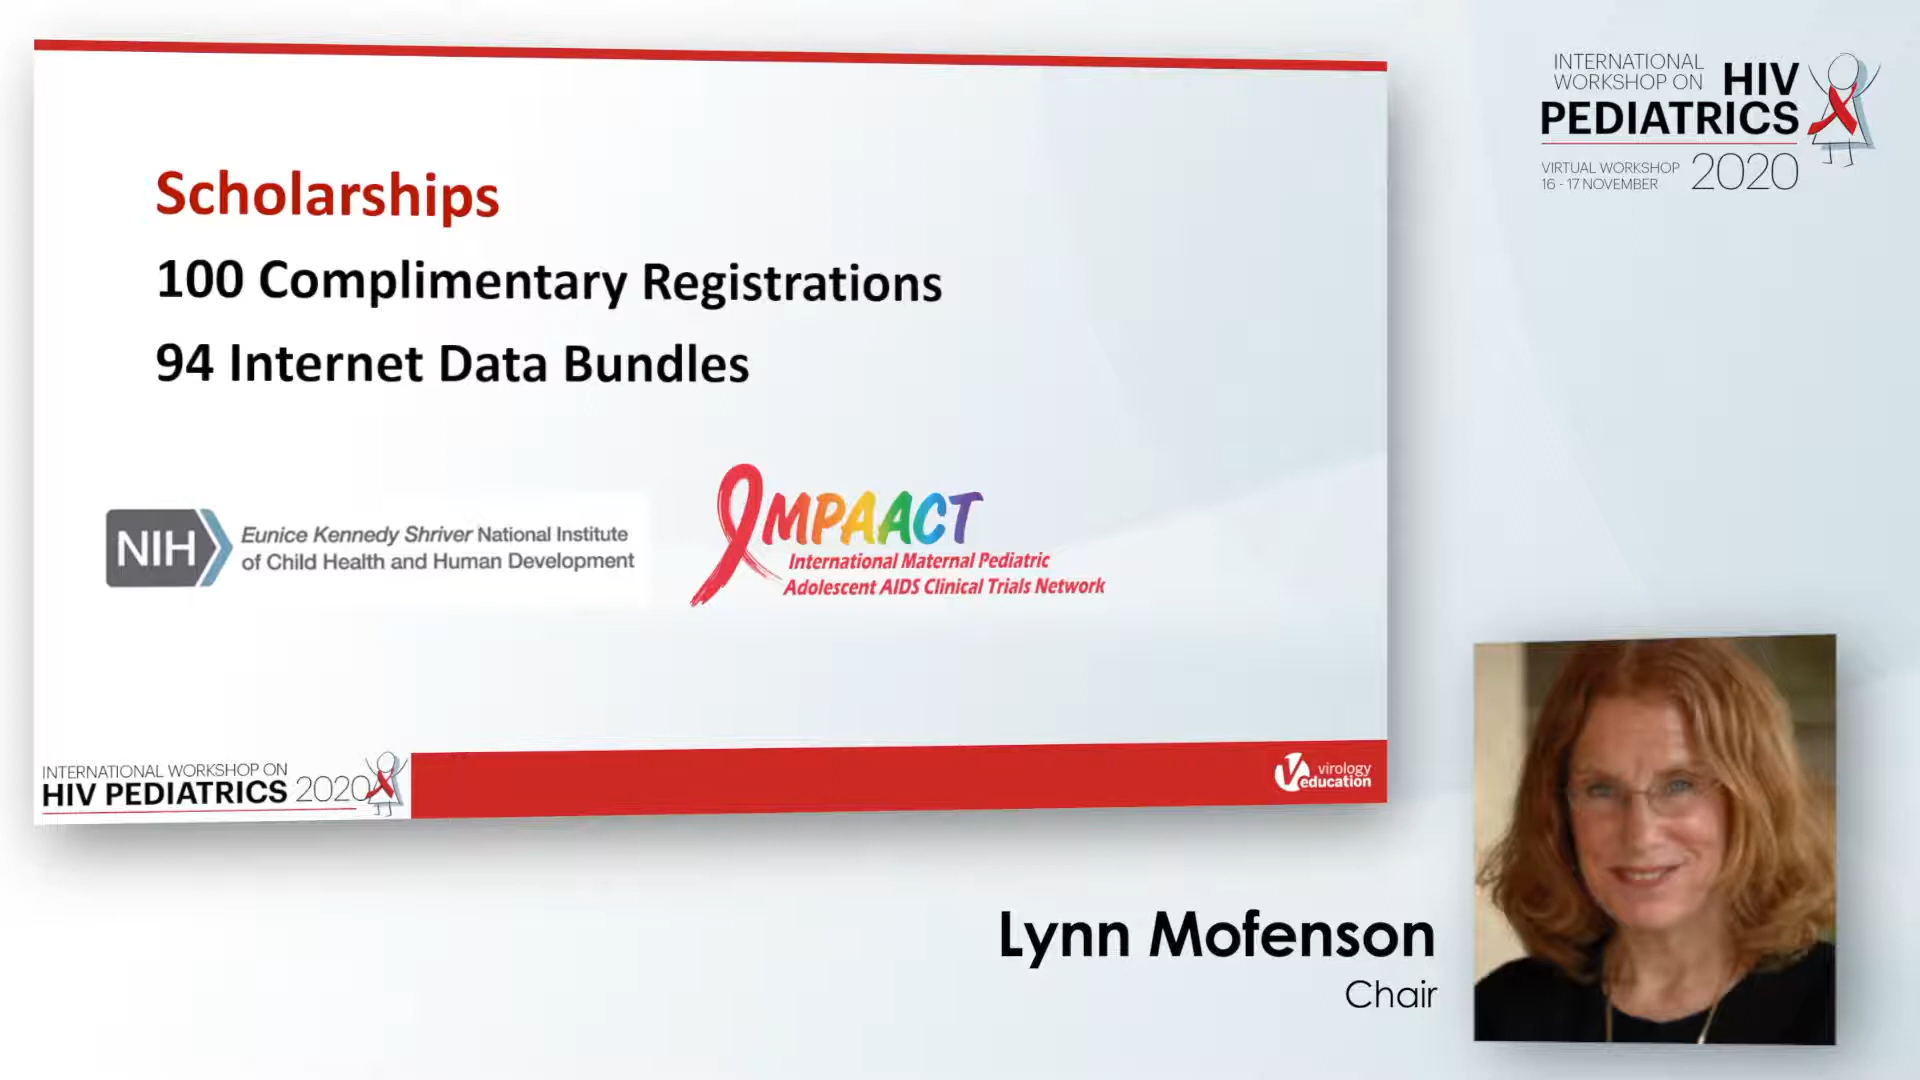 Scholarships
100 Complimentary Registrations
94 Internet Data Bundles
NIH
Eunice Kennedy Shriver National Institute
of Child Health and Human Development
IMPAACT
International Maternal Pediatric
Adolescent AIDS Clinical Trials Network
INTERNATIONAL WORKSHOP ON
HIV PEDIATRICS 2020
virology
education
INTERNATIONAL
WORKSHOP ON HIV
PEDIATRICS
VIRTUAL WORKSHOP
16 - 17 NOVEMBER 2020
Lynn Mofenson
Chair